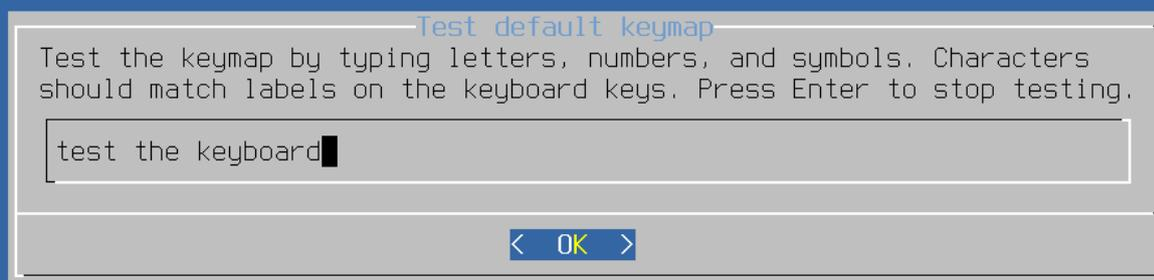 Test default keymap
Test the keymap by typing letters, numbers, and symbols. Characters
should match labels on the keyboard keys. Press Enter to stop testing.
test the keyboard
< OK >